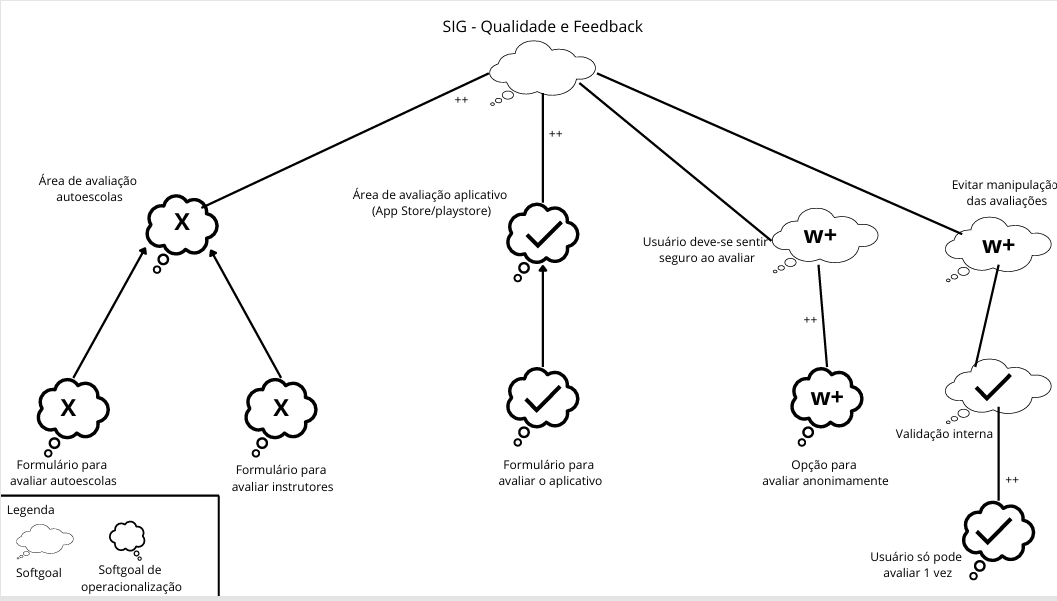 SIG - Qualidade e Feedback
++
++
Área de avaliação
autoescolas
X
Área de avaliação aplicativo
(App Store/playstore)
Usuário deve-se sentir
seguro ao avaliar
w+
Evitar manipulação
das avaliações
w+
++
X
Formulário para
avaliar autoescolas
X
Formulário para
avaliar instrutores
Formulário para
avaliar o aplicativo
w+
Opção para
avaliar anonimamente
Validação interna
++
Usuário só pode
avaliar 1 vez
Legenda
Softgoal
Softgoal de
operacionalização